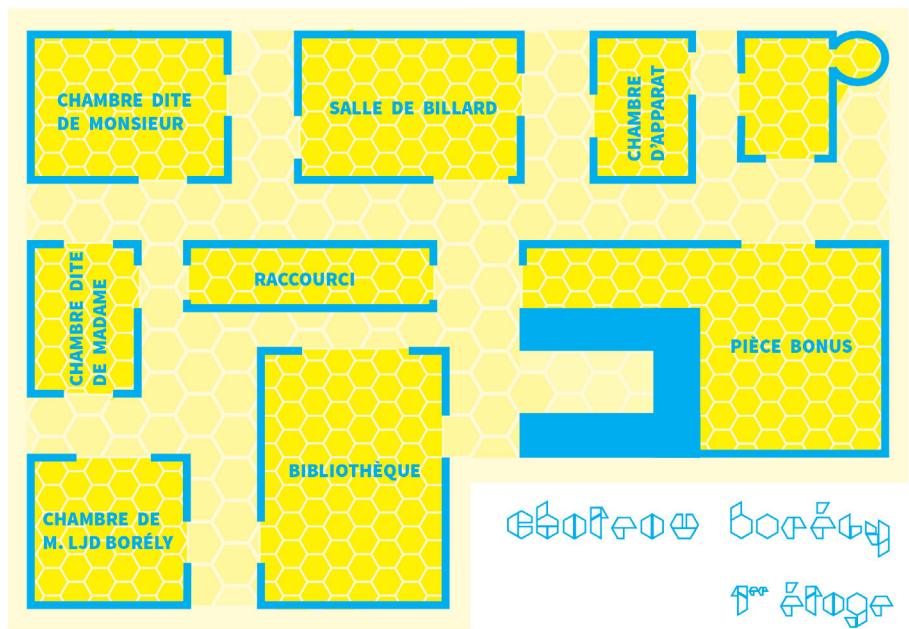 CHAMBRE DITE
DE MONSIEUR
SALLE DE BILLARD
CHAMBRE
D’APPARAT
CHAMBRE DITE
DE MADAME
RACCOURCI
PIÈCE BONUS
BIBLIOTHÈQUE
CHAMBRE DE
M. LJD BORÉLY
château borély
1er étage